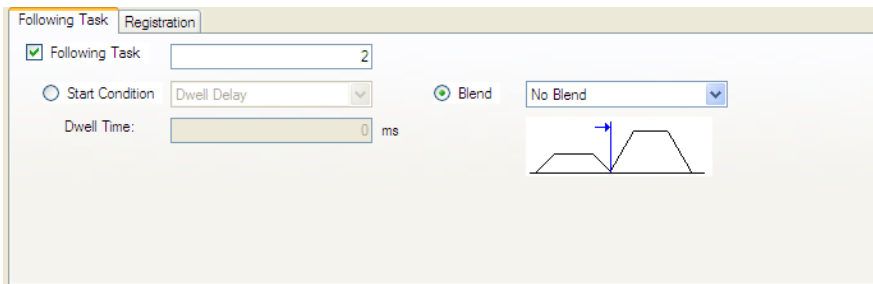 Following Task Registration
Following Task 2
Start Condition Dwell Delay Blend No Blend
Dwell Time: 0 ms